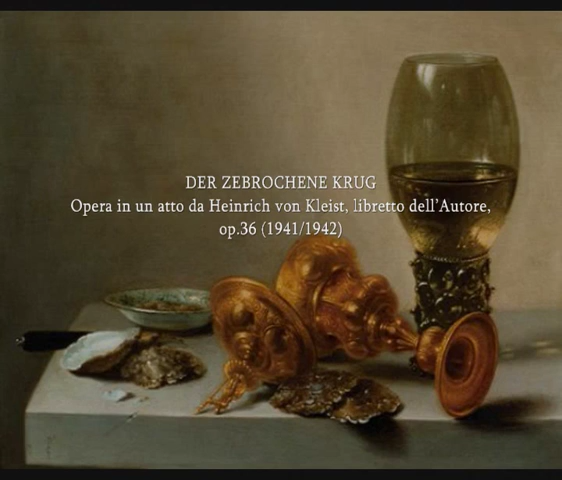 DER ZEBROCHENE KRUG
Opera in un atto da Heinrich von Kleist, libretto dell'Autore,
op.36 (1941/1942)